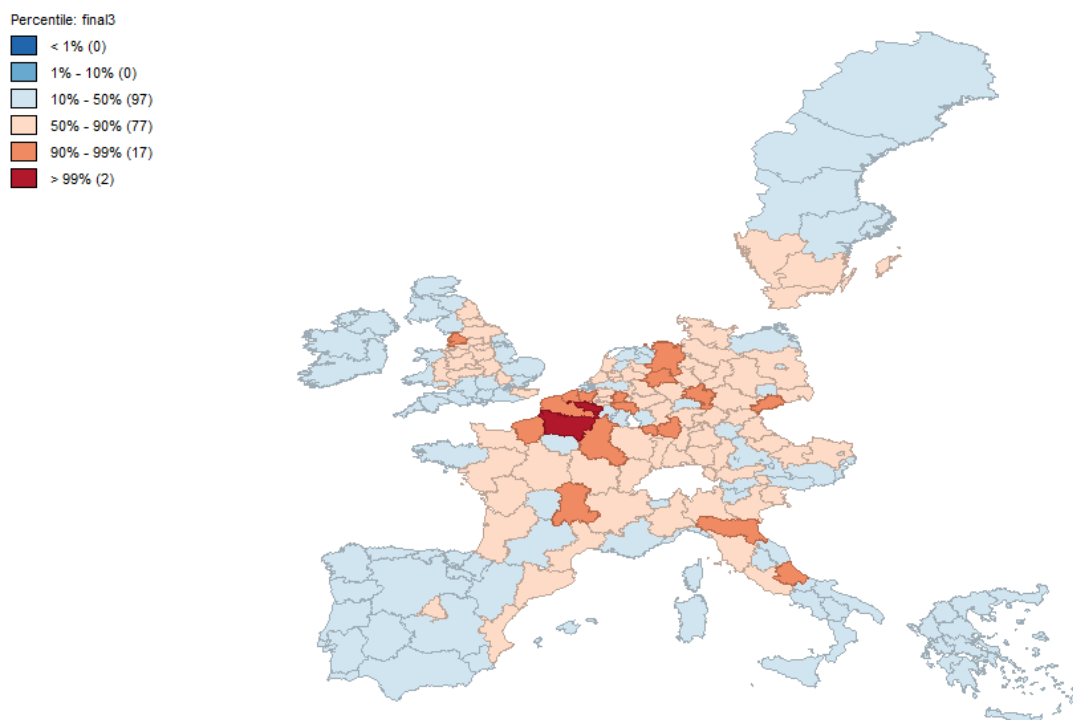 Percentile: final3
< 1% (0)
1% - 10% (0)
10% - 50% (97)
50% - 90% (77)
90% - 99% (17)
> 99% (2)